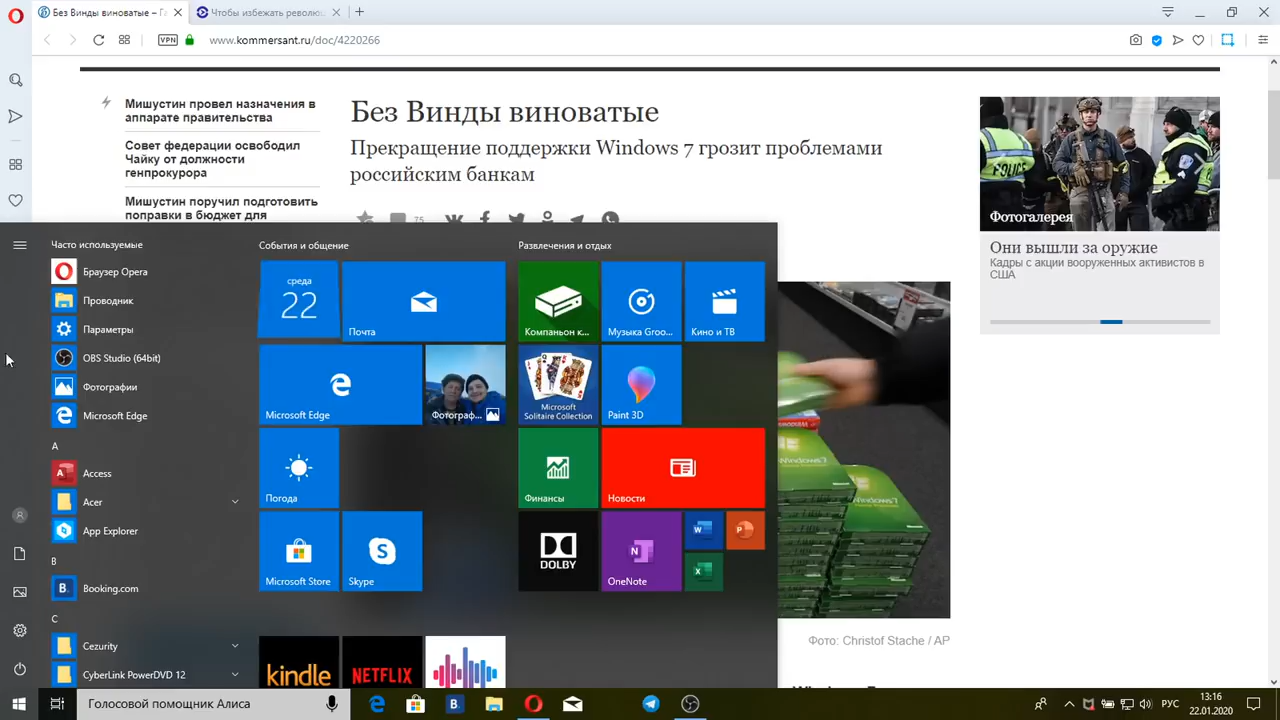 Без Винды виноватые – Г
Чтобы избежать революц
VPN
www.kommersant.ru/doc/4220266
Мишустин провел назначения в
аппарате правительства
Совет федерации освободил
Чайку от должности
генпрокурора
Мишустин поручил подготовить
поправки в бюджет для
Без Винды виноватые
Прекращение поддержки Windows 7 грозит проблемами
российским банкам
75
POLICE
Фотогалерея
Они вышли за оружие
Кадры с акции вооруженных активистов в
США
Часто используемые
Браузер Opera
Проводник
Параметры
OBS Studio (64bit)
Фотографии
Microsoft Edge
A
Access
Acer
App Explorer
B
Booking.com
C
Cezurity
CyberLink PowerDVD 12
События и общение
среда
22
Почта
Microsoft Edge
Фотограф...
Погода
Microsoft Store
Skype
kindle
NETFLIX
Развлечения и отдых
Компаньон к...
Музыка Groo...
Кино и ТВ
Microsoft
Solitaire Collection
Paint 3D
Финансы
Новости
DOLBY
OneNote
Фото: Christof Stache / AP
Голосовой помощник Алиса
РУС
13:16
22.01.2020